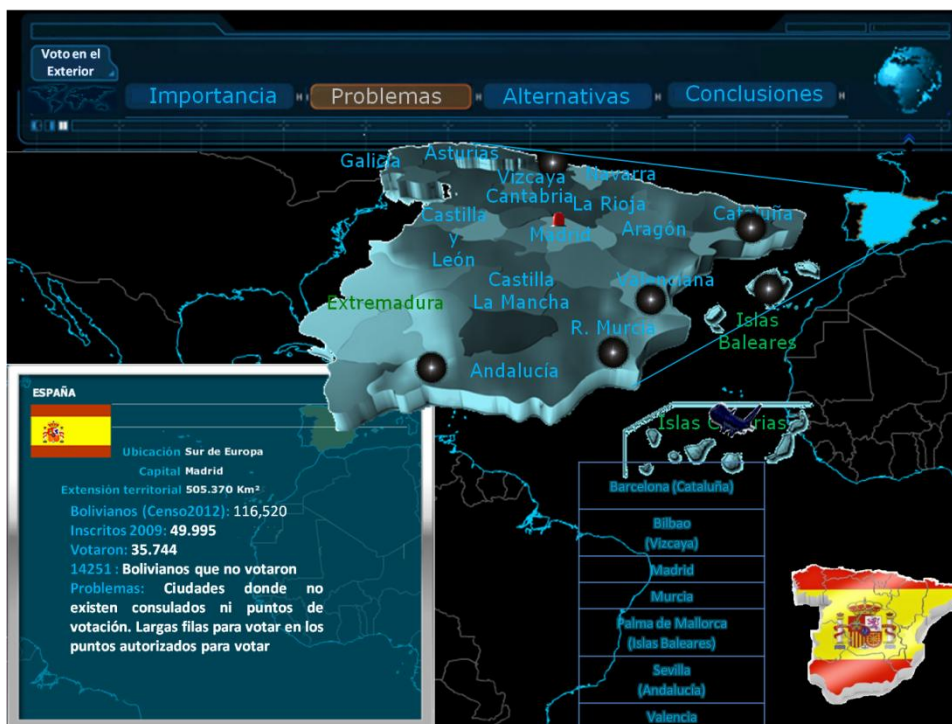 Voto en el
Exterior
Importancia
Problemas
Alternativas
Conclusiones
Galicia
Asturias
Vizcaya
Navarra
Cantabria
La Rioja
Castilla
y
León
Madrid
Aragón
Cataluña
Castilla
La Mancha
Valenciana
Extremadura
R. Murcia
Islas
Baleares
Andalucía
Islas
ESPAÑA
Ubicación Sur de Europa
Capital Madrid
Extensión territorial 505.370 Km²
Bolivianos (Censo2012): 116,520
Inscritos 2009: 49.995
Votaron: 35.744
14251 : Bolivianos que no votaron
Problemas: Ciudades donde no
existen consulados ni puntos de
votación. Largas filas para votar en los
puntos autorizados para votar
Barcelona (Cataluña)
Bilbao
(Vizcaya)
Madrid
Murcia
Palma de Mallorca
(Islas Baleares)
Sevilla
(Andalucía)
Valencia